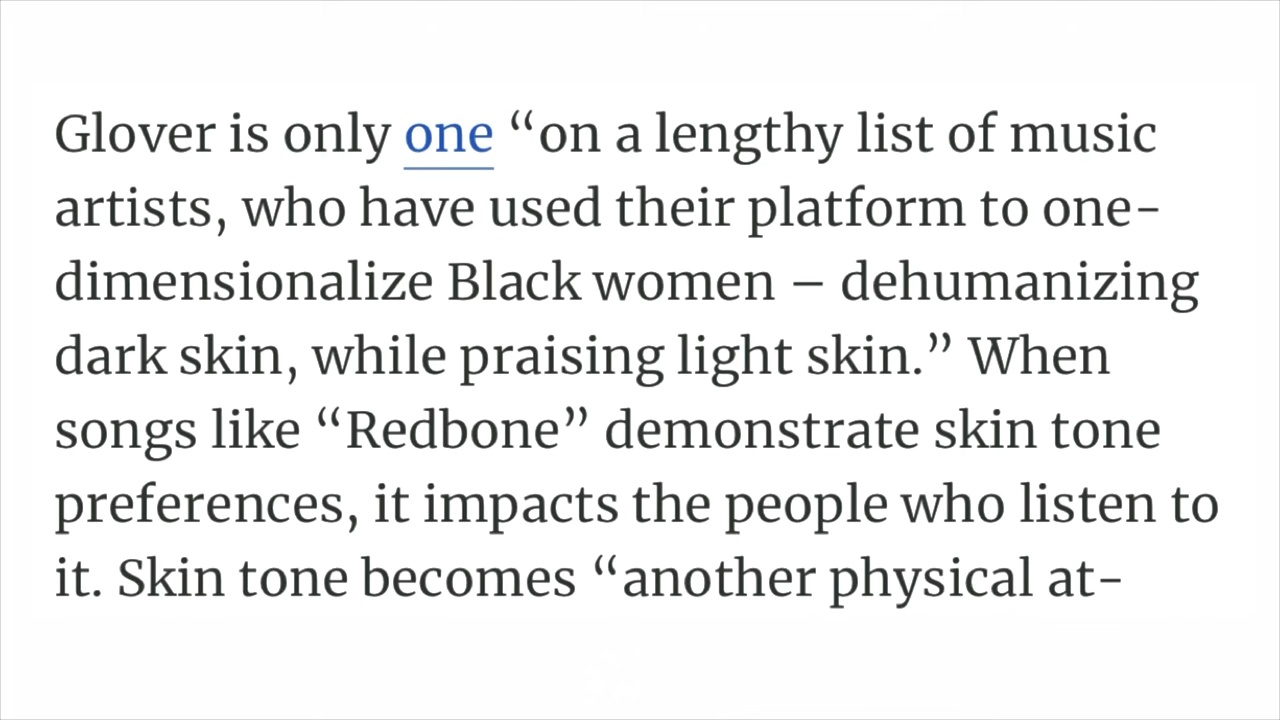 Glover is only one “on a lengthy list of music
artists, who have used their platform to one-
dimensionalize Black women – dehumanizing
dark skin, while praising light skin.” When
songs like “Redbone” demonstrate skin tone
preferences, it impacts the people who listen to
it. Skin tone becomes “another physical at-